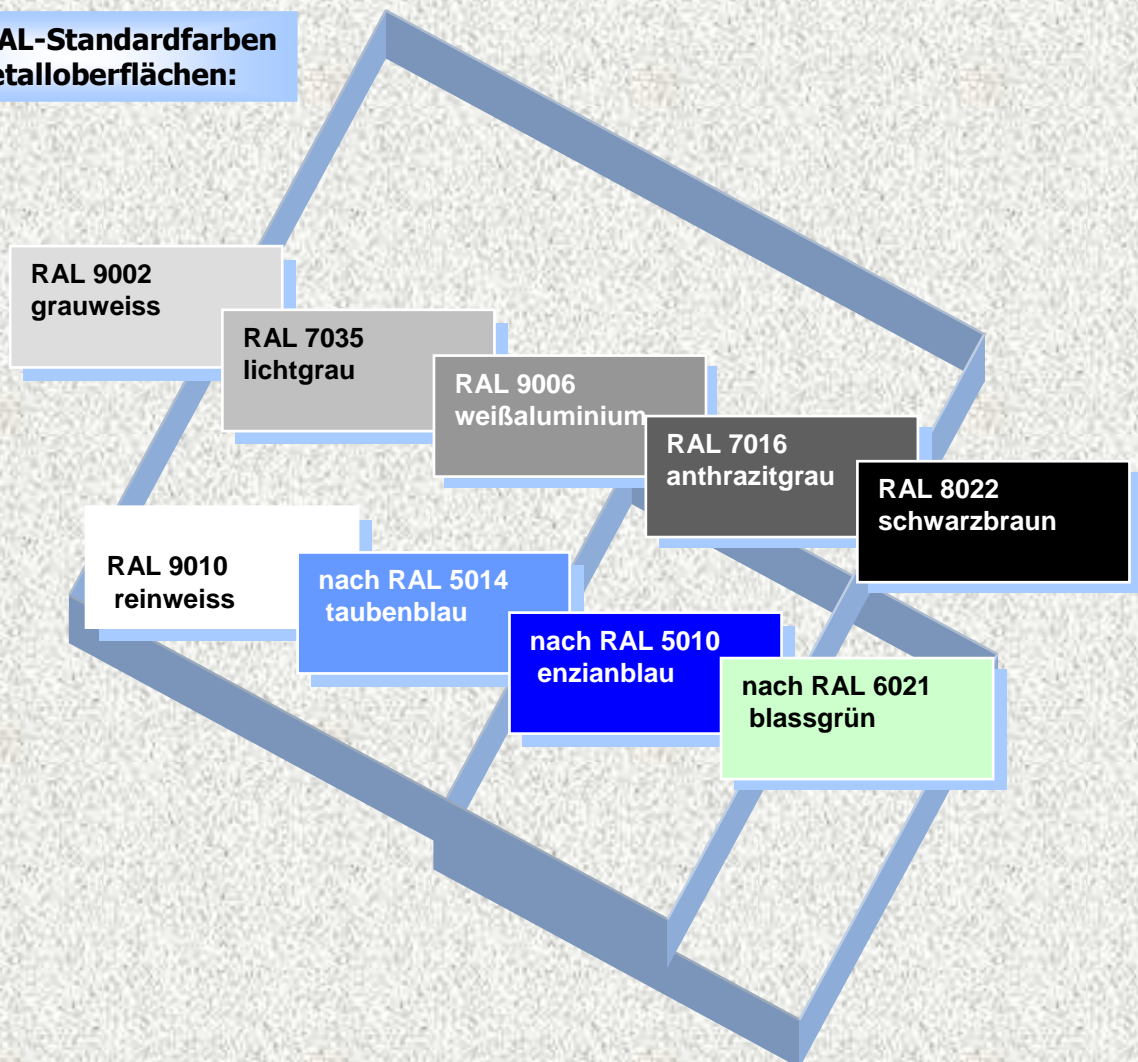 AL-Standardfarben
etalloberflächen:
RAL 9002
grauweiss
RAL 7035
lichtgrau
RAL 9006
weißaluminium
RAL 7016
anthrazitgrau
RAL 8022
schwarzbraun
RAL 9010
reinweiss
nach RAL 5014
taubenblau
nach RAL 5010
enzianblau
nach RAL 6021
blassgrün